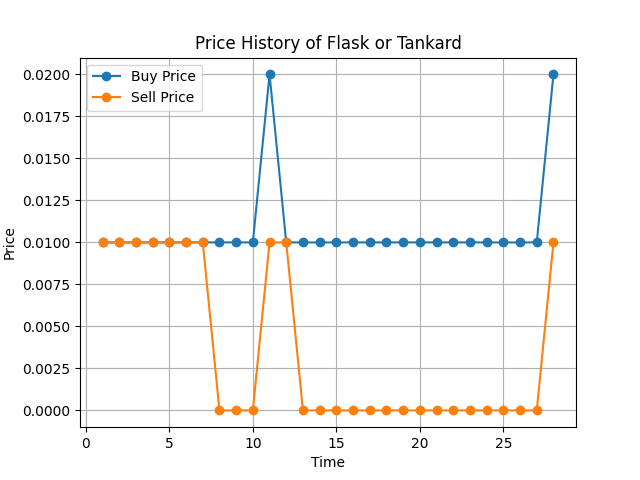 Price History of Flask or Tankard
Buy Price
Sell Price
0.0200
0.0175
0.0150
0.0125
0.0100
0.0075
0.0050
0.0025
0.0000
Price
0 5 10 15 20 25
Time